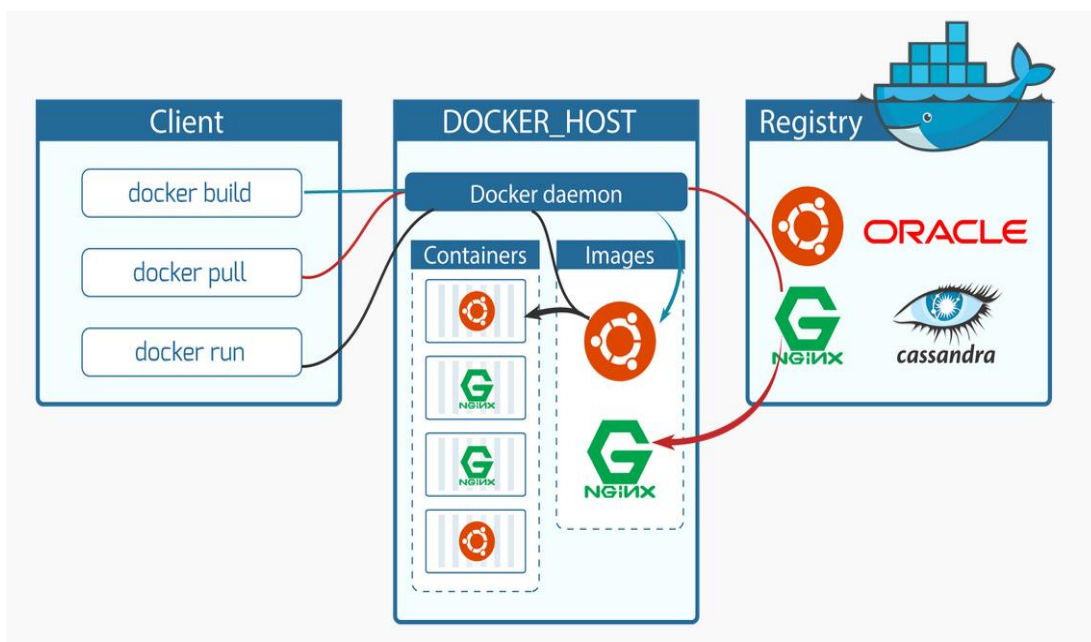 Client
docker build
docker pull
docker run
DOCKER_HOST
Docker daemon
Containers
NGiNX
NGiNX
Images
NGiNX
Registry
ORACLE
NGiNX
cassandra